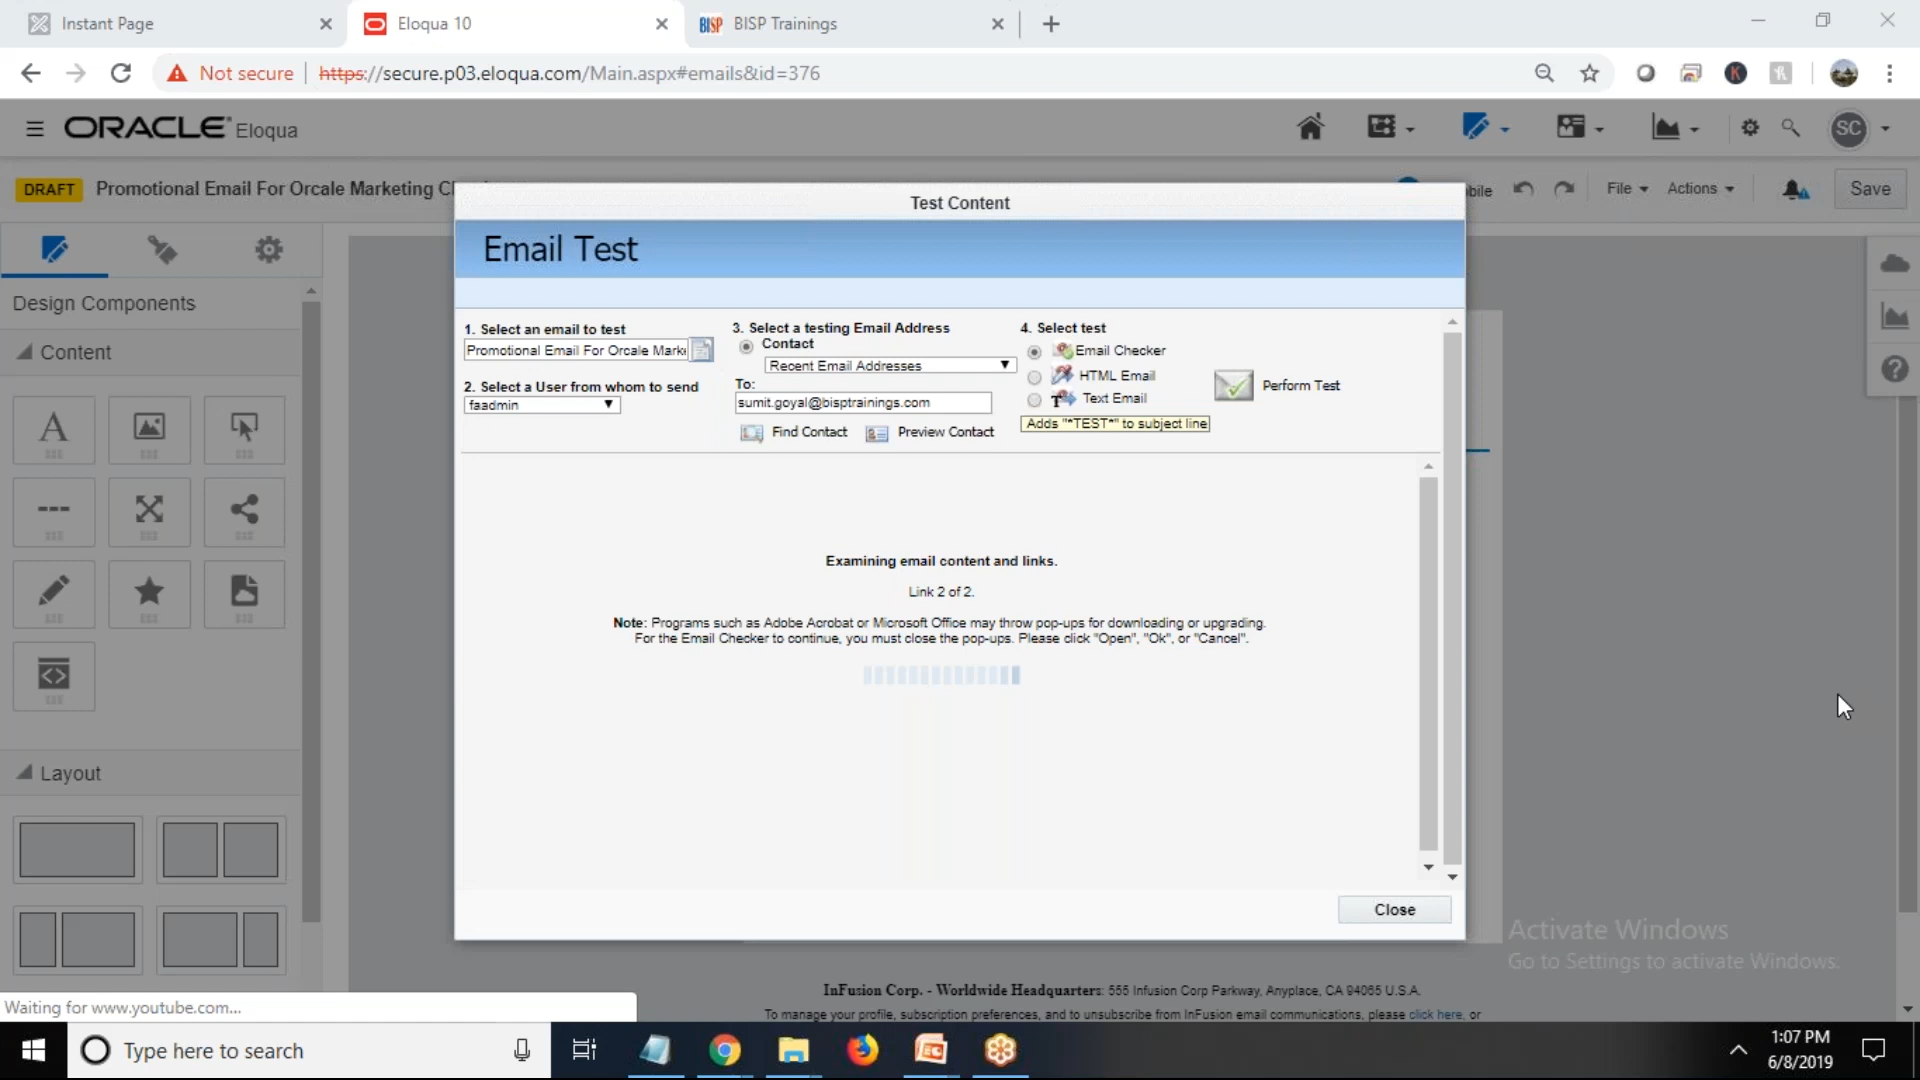 Instant Page
Eloqua 10
BISP
BISP Trainings
Not secure
https://secure.p03.eloqua.com/Main.aspx#emails&id=376
K
ORACLE Eloqua
SC
DRAFT
Promotional Email For Orcale Marketing Cl
bile
File
Actions
Save
Test Content
Email Test
Design Components
Content
Layout
1. Select an email to test
Promotional Email For Orcale Marke
2. Select a User from whom to send
faadmin
3. Select a testing Email Address
Contact
Recent Email Addresses
To:
sumit.goyal@bisptrainings.com
Find Contact
Preview Contact
4. Select test
Email Checker
HTML Email
Text Email
Adds "*TEST*" to subject line
Perform Test
Examining email content and links.
Link 2 of 2.
Note: Programs such as Adobe Acrobat or Microsoft Office may throw pop-ups for downloading or upgrading.
For the Email Checker to continue, you must close the pop-ups. Please click "Open", "Ok", or "Cancel".
Close
Activate Windows
Go to Settings to activate Windows.
InFusion Corp. - Worldwide Headquarters: 555 Infusion Corp Parkway, Anyplace, CA 94065 U.S.A.
To manage your profile, subscription preferences, and to unsubscribe from InFusion email communications, please click here, or
Waiting for www.youtube.com...
Type here to search
1:07 PM
6/8/2019